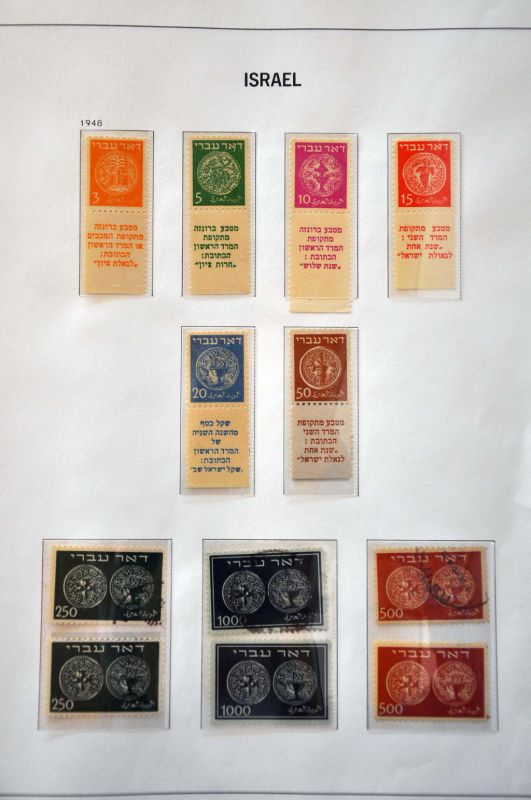 ISRAEL
1948
דאר עברי
3
מטבע ברונזה
מתקופת המכבים
או המרד הראשון
הכתובת:
"לגאלת ציון"
דאר עברי
5
מטבע ברונזה
מתקופת
המרד הראשון
הכתובת:
"חרות ציון"
דאר עברי
10
מטבע ברונזה
מתקופת
המרד הראשון
הכתובת:
"שנת שלוש"
דאר עברי
15
מטבע מתקופת
המרד השני:
"שנת אחת
לגאולת ישראל"
דאר עברי
20
שקל כסף
מהשנה השניה
של
המרד הראשון
הכתובת:
שקל ישראל שב׳
דאר עברי
50
מטבע מתקופת
המרד השני
הכתובת:
שנת אחת
לגאלת ישראל
דאר עברי
250
דאר עברי
1000
דאר עברי
500
דאר עברי
250
דאר עברי
1000
דאר עברי
500